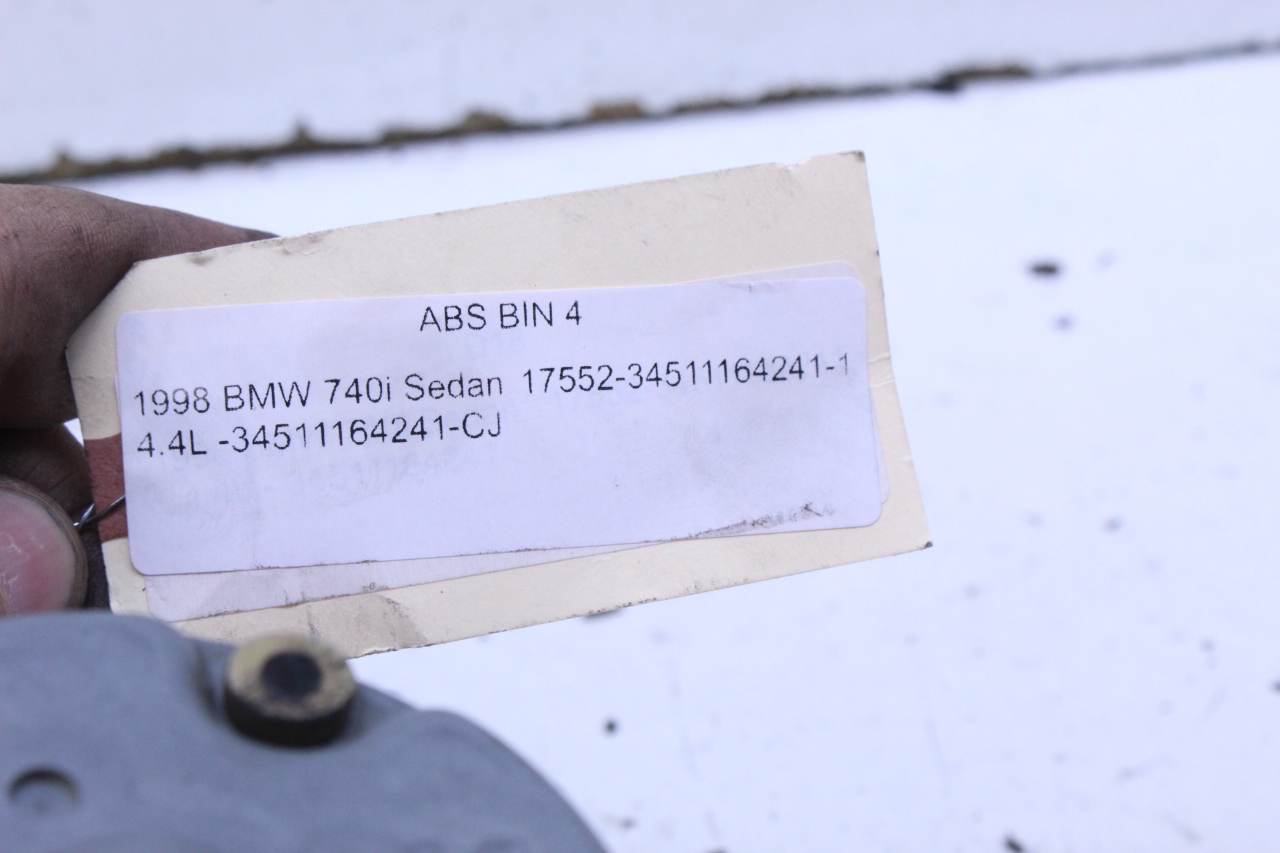 ABS BIN 4
1998 BMW 740i Sedan 17552-34511164241-1
4.4L -34511164241-CJ